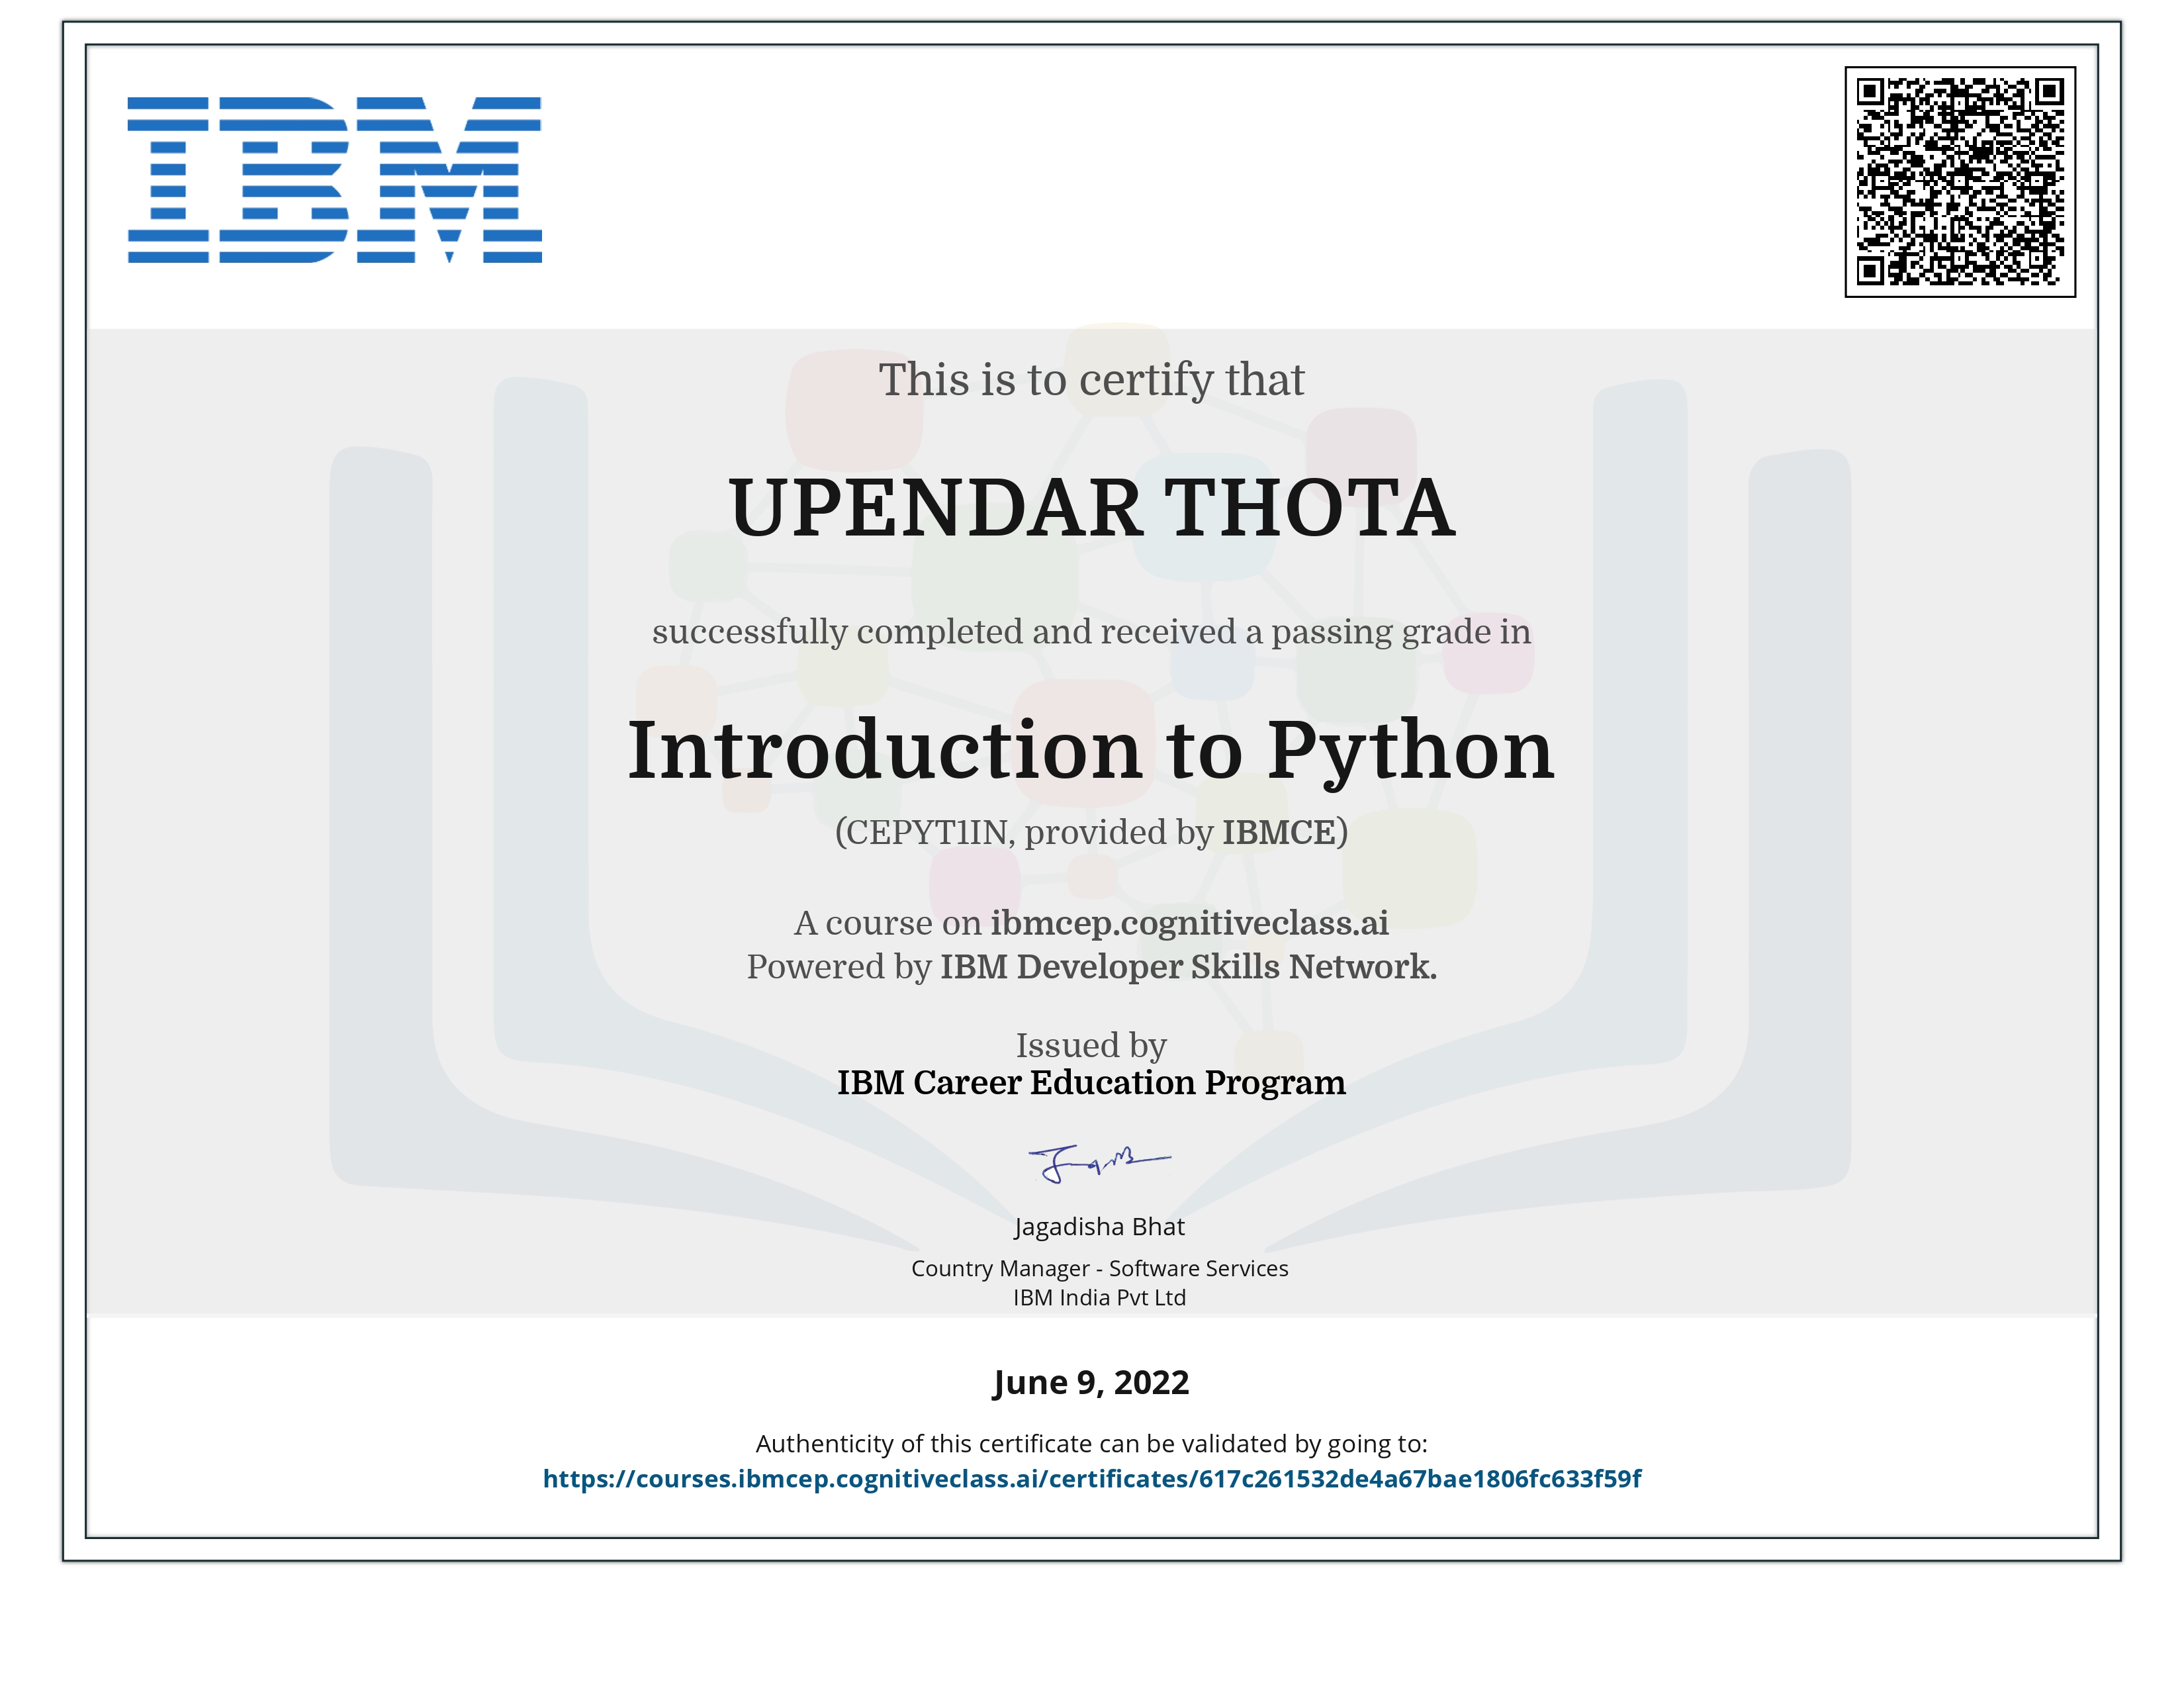 IBM
This is to certify that
UPENDAR THOTA
successfully completed and received a passing grade in
Introduction to Python
(CEPYT1IN, provided by IBMCE)
A course on ibmcep.cognitiveclass.ai
Powered by IBM Developer Skills Network.
Issued by
IBM Career Education Program
Jagadisha Bhat
Country Manager - Software Services
IBM India Pvt Ltd
June 9, 2022
Authenticity of this certificate can be validated by going to:
https://courses.ibmcep.cognitiveclass.ai/certificates/617c261532de4a67bae1806fc633f59f